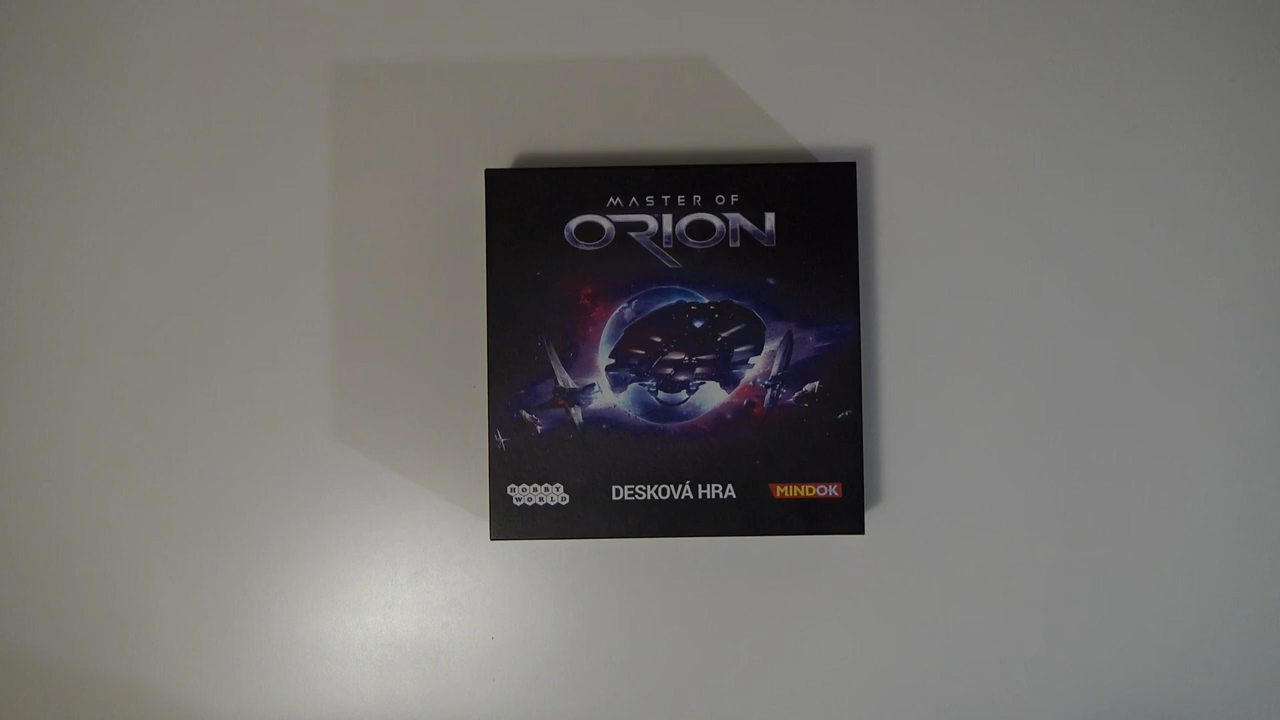 MASTER OF
ORION
HOBBY
WORLD
DESKOVÁ HRA
MINDOK